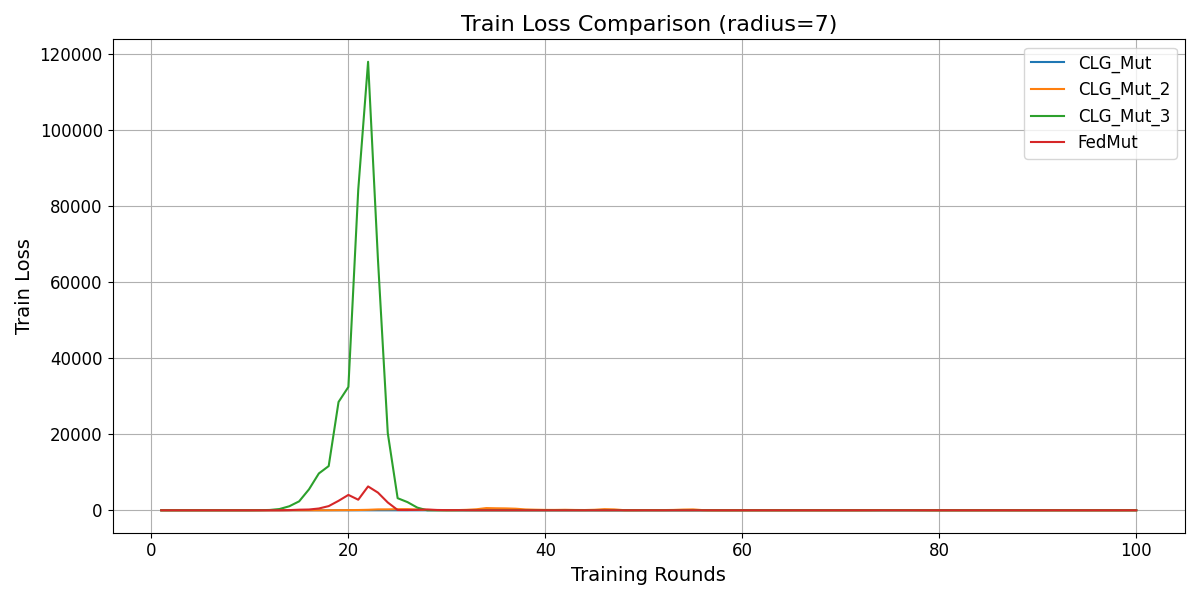 Train Loss Comparison (radius=7)
120000
100000
80000
60000
40000
20000
0
Train Loss
CLG_Mut
CLG_Mut_2
CLG_Mut_3
FedMut
0 20 40 60 80 100
Training Rounds